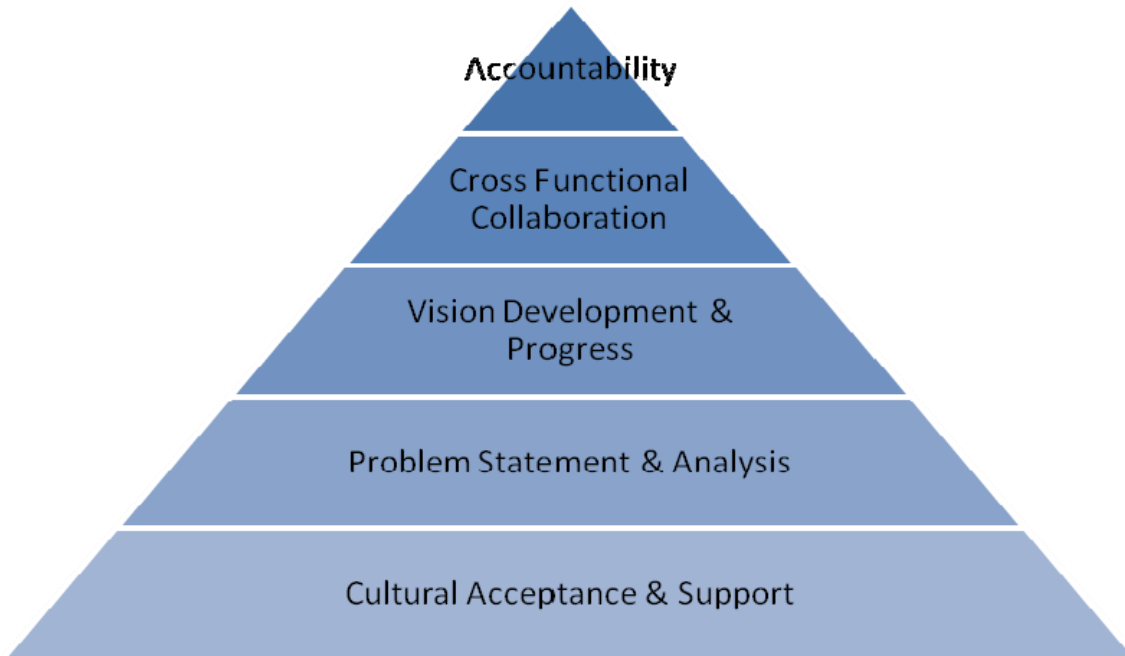 Accountability
Cross Functional
Collaboration
Vision Development &
Progress
Problem Statement & Analysis
Cultural Acceptance & Support